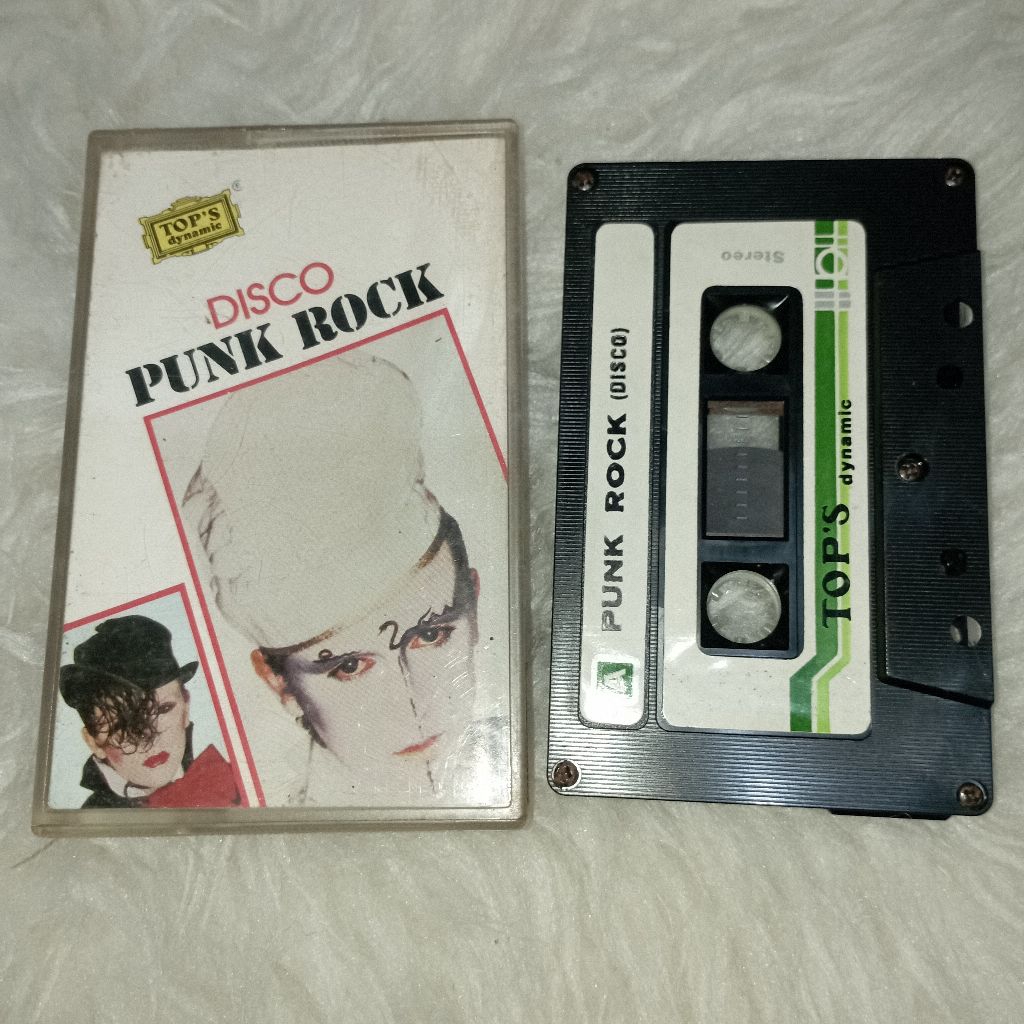 TOP'S
dynamic
DISCO
PUNK ROCK
A PUNK ROCK (DISCO)
Stereo
TOP'S dynamic